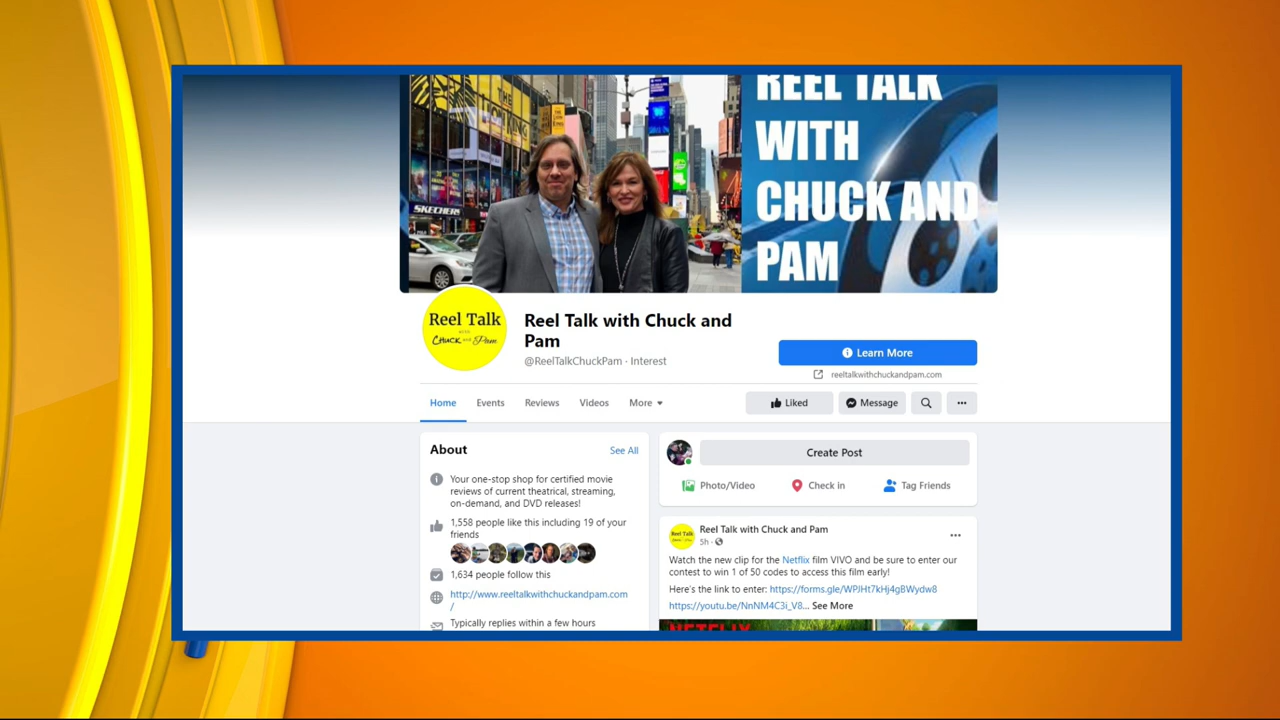 THE
LION KING
SKECHERS
REEL TALK
WITH
CHUCK AND
PAM
Reel Talk
WITH
CHUCK and Pam
Reel Talk with Chuck and
Pam
@ReelTalkChuckPam · Interest
Learn More
reeltalkwithchuckandpam.com
Home
Events
Reviews
Videos
More
Liked
Message
About
See All
Your one-stop shop for certified movie
reviews of current theatrical, streaming,
on-demand, and DVD releases!
1,558 people like this including 19 of your
friends
1,634 people follow this
http://www.reeltalkwithchuckandpam.com
/
Typically replies within a few hours
Create Post
Photo/Video
Check in
Tag Friends
Reel Talk
Reel Talk with Chuck and Pam
5h ·
Watch the new clip for the Netflix film VIVO and be sure to enter our
contest to win 1 of 50 codes to access this film early!
Here's the link to enter: https://forms.gle/WPJHt7kHj4gBWydw8
https://youtu.be/NnNM4C3i_V8... See More
NETFLIX